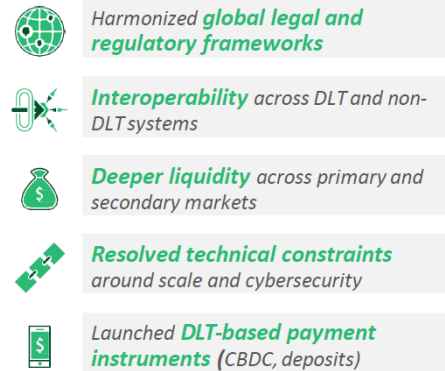 Harmonized global legal and
regulatory frameworks
Interoperability across DLT and non-
DLT systems
Deeper liquidity across primary and
secondary markets
Resolved technical constraints
around scale and cybersecurity
Launched DLT-based payment
instruments (CBDC, deposits)
$
$